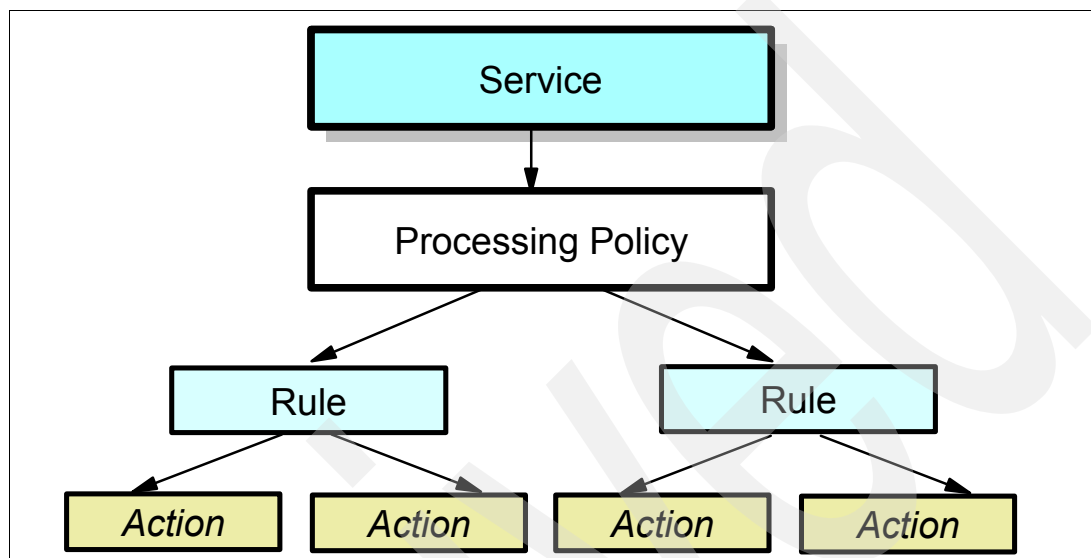 Service
Processing Policy
Rule
Rule
Action
Action
Action
Action